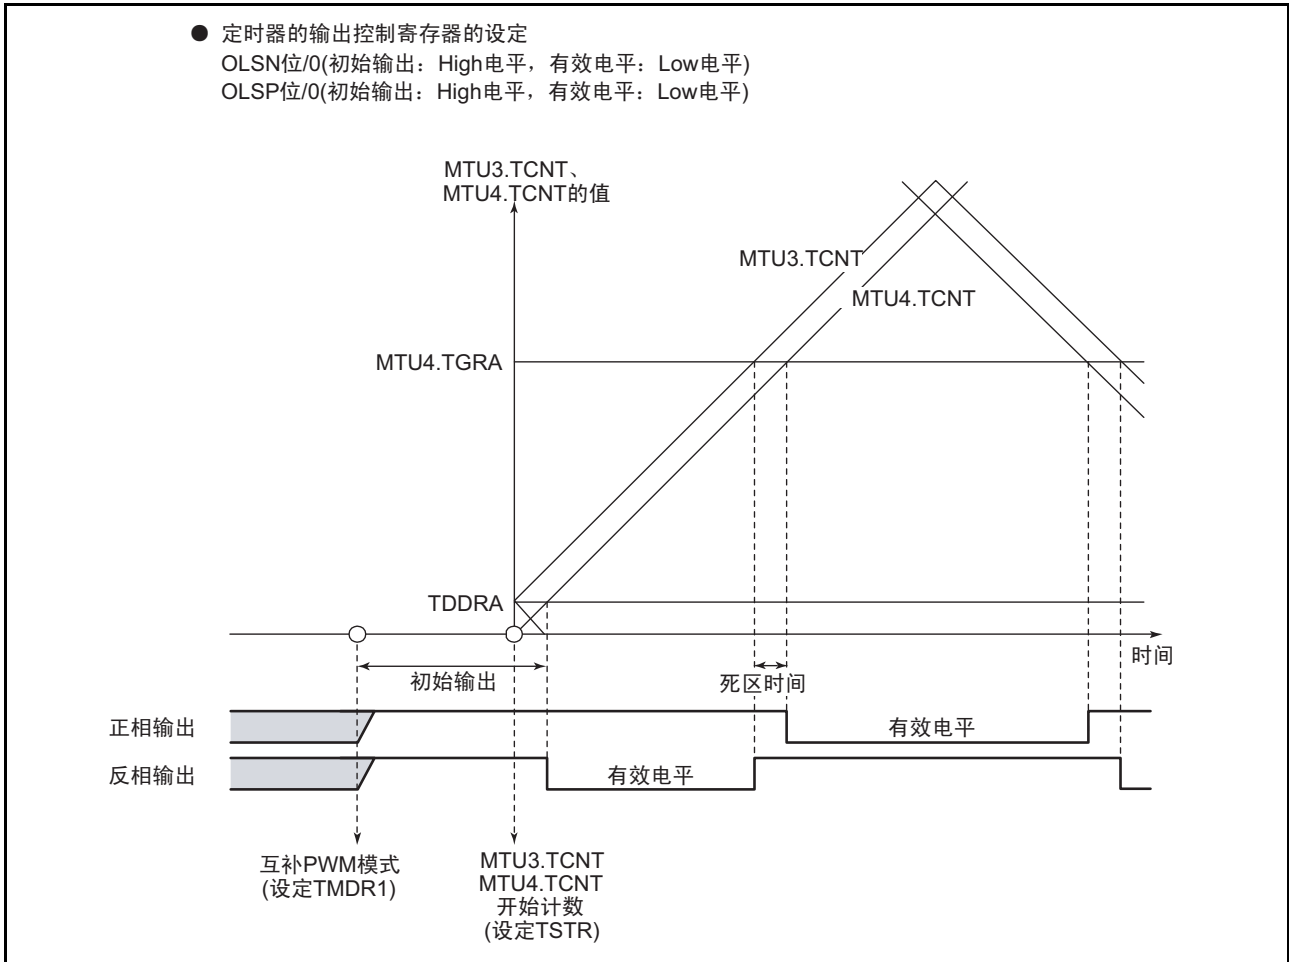 ● 定时器的输出控制寄存器的设定
OLSN位/0(初始输出：High电平，有效电平：Low电平)
OLSP位/0(初始输出：High电平，有效电平：Low电平)
MTU3.TCNT、
MTU4.TCNT的值
MTU3.TCNT
MTU4.TCNT
MTU4.TGRA
TDDRA
时间
初始输出
死区时间
正相输出
有效电平
反相输出
有效电平
互补PWM模式
(设定TMDR1)
MTU3.TCNT
MTU4.TCNT
开始计数
(设定TSTR)